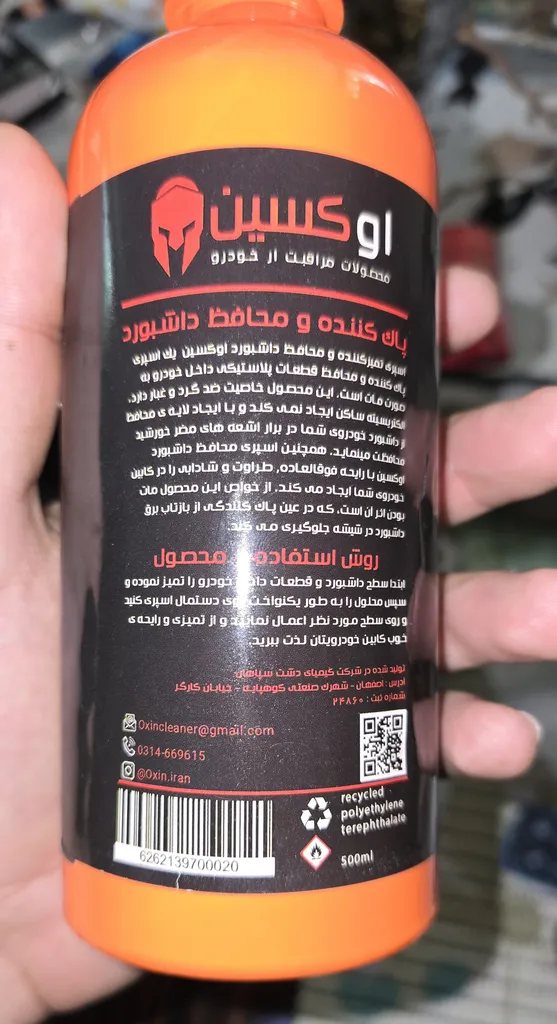 اوکسین
محصولات مراقبت از خودرو
پاک کننده و محافظ داشبورد
اسپری تمیزکننده و محافظ داشبورد اوکسین یک اسپری
پاک کننده و محافظ قطعات پلاستیکی داخل خودرو به
صورت مات است. این محصول خاصیت ضد گرد و غبار دارد،
الکتریسیته ساکن ایجاد نمی کند و با ایجاد لایه ی محافظ
از داشبورد خودروی شما در برار اشعه های مضر خورشید
محافظت مینماید. همچنین اسپری محافظ داشبورد
اوکسین با رایحه فوقالعاده، طراوت و شادابی را در کابین
خودروی شما ایجاد می کند. از خواص این محصول مات
بودن اثر آن است، که در عین پاک کنندگی از بازتاب برق
داشبورد در شیشه جلوگیری می کند.
روش استفاده محصول
ابتدا سطح داشبورد و قطعات خودرو را تمیز نموده و
سپس محلول را به طور یکنواخت روی دستمال اسپری کنید
و روی سطح مورد نظر اعمال نمایید و از تمیزی و رایحه ی
خوب کابین خودرویتان لذت ببرید.
تولید شده در شرکت کیمیای دشت سپاهان
آدرس : اصفهان - شهرک صنعتی کوهپایه - خیابان کارگر
شماره ثبت : ۲۴۸۶۰
Oxincleaner@gmail.com
0314-669615
@Oxin.iran
recycled
polyethylene
terephthalate
500ml
6262139700020